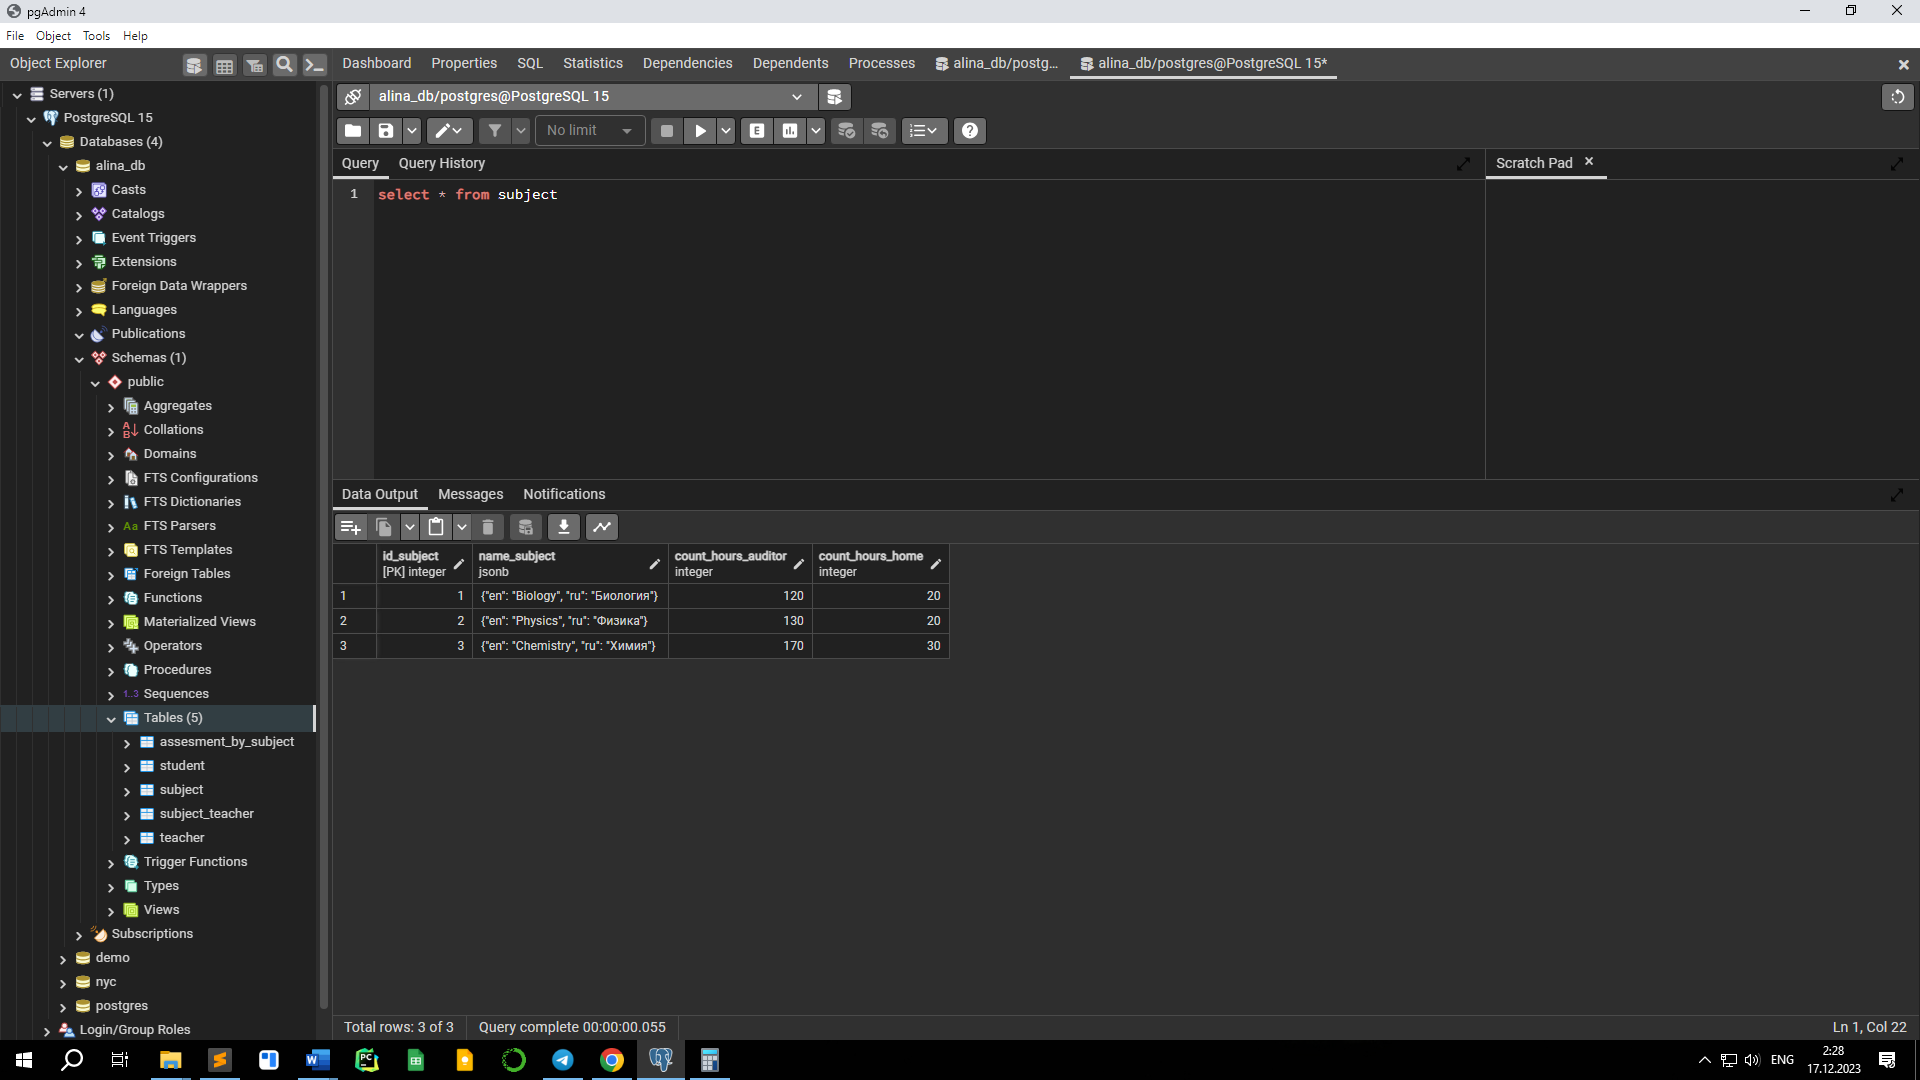 pgAdmin 4
File Object Tools Help
Object Explorer
Dashboard Properties SQL Statistics Dependencies Dependents Processes alina_db/postg... alina_db/postgres@PostgreSQL 15*
Servers (1)
PostgreSQL 15
Databases (4)
alina_db
Casts
Catalogs
Event Triggers
Extensions
Foreign Data Wrappers
Languages
Publications
Schemas (1)
public
Aggregates
Collations
Domains
FTS Configurations
FTS Dictionaries
Aa FTS Parsers
FTS Templates
Foreign Tables
Functions
Materialized Views
Operators
Procedures
1..3 Sequences
Tables (5)
assesment_by_subject
student
subject
subject_teacher
teacher
Trigger Functions
Types
Views
Subscriptions
demo
nyc
postgres
Login/Group Roles
alina_db/postgres@PostgreSQL 15
No limit
E
Query Query History
Scratch Pad
1 select * from subject
Data Output Messages Notifications
id_subject name_subject count_hours_auditor count_hours_home
[PK] integer jsonb integer integer
1 1 {"en": "Biology", "ru": "Биология"} 120 20
2 2 {"en": "Physics", "ru": "Физика"} 130 20
3 3 {"en": "Chemistry", "ru": "Химия"} 170 30
Total rows: 3 of 3 Query complete 00:00:00.055 Ln 1, Col 22
ENG 2:28
17.12.2023